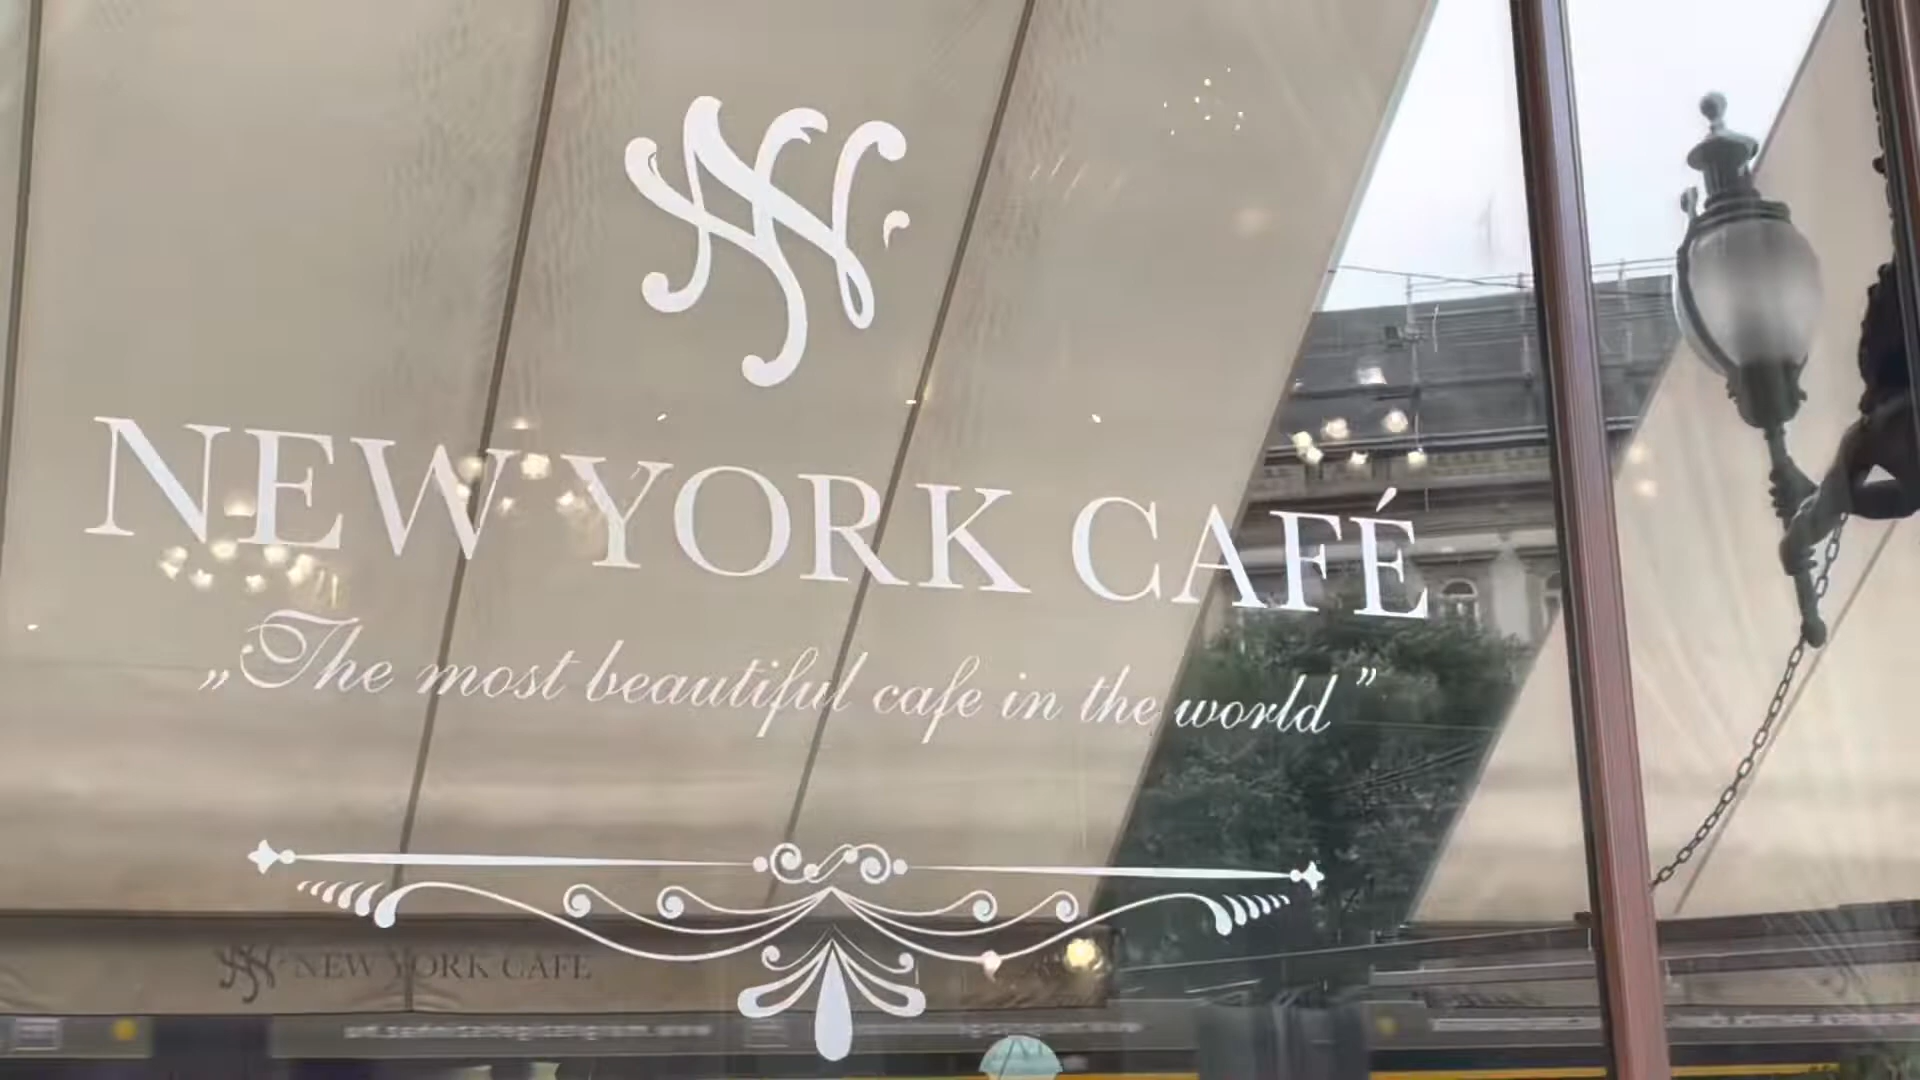 NEW YORK CAFÉ
„The most beautiful cafe in the world”
NEW YORK CAFE